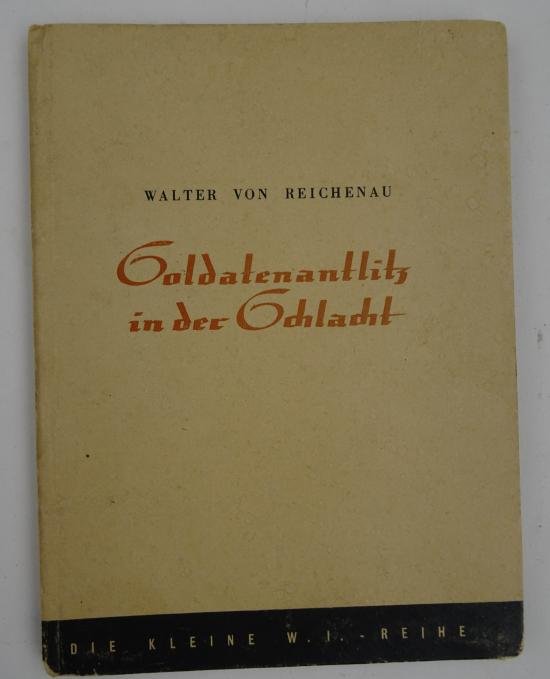 WALTER VON REICHENAU
Soldatenantlitz
in der Schlacht
DIE KLEINE W.I.-REIHE